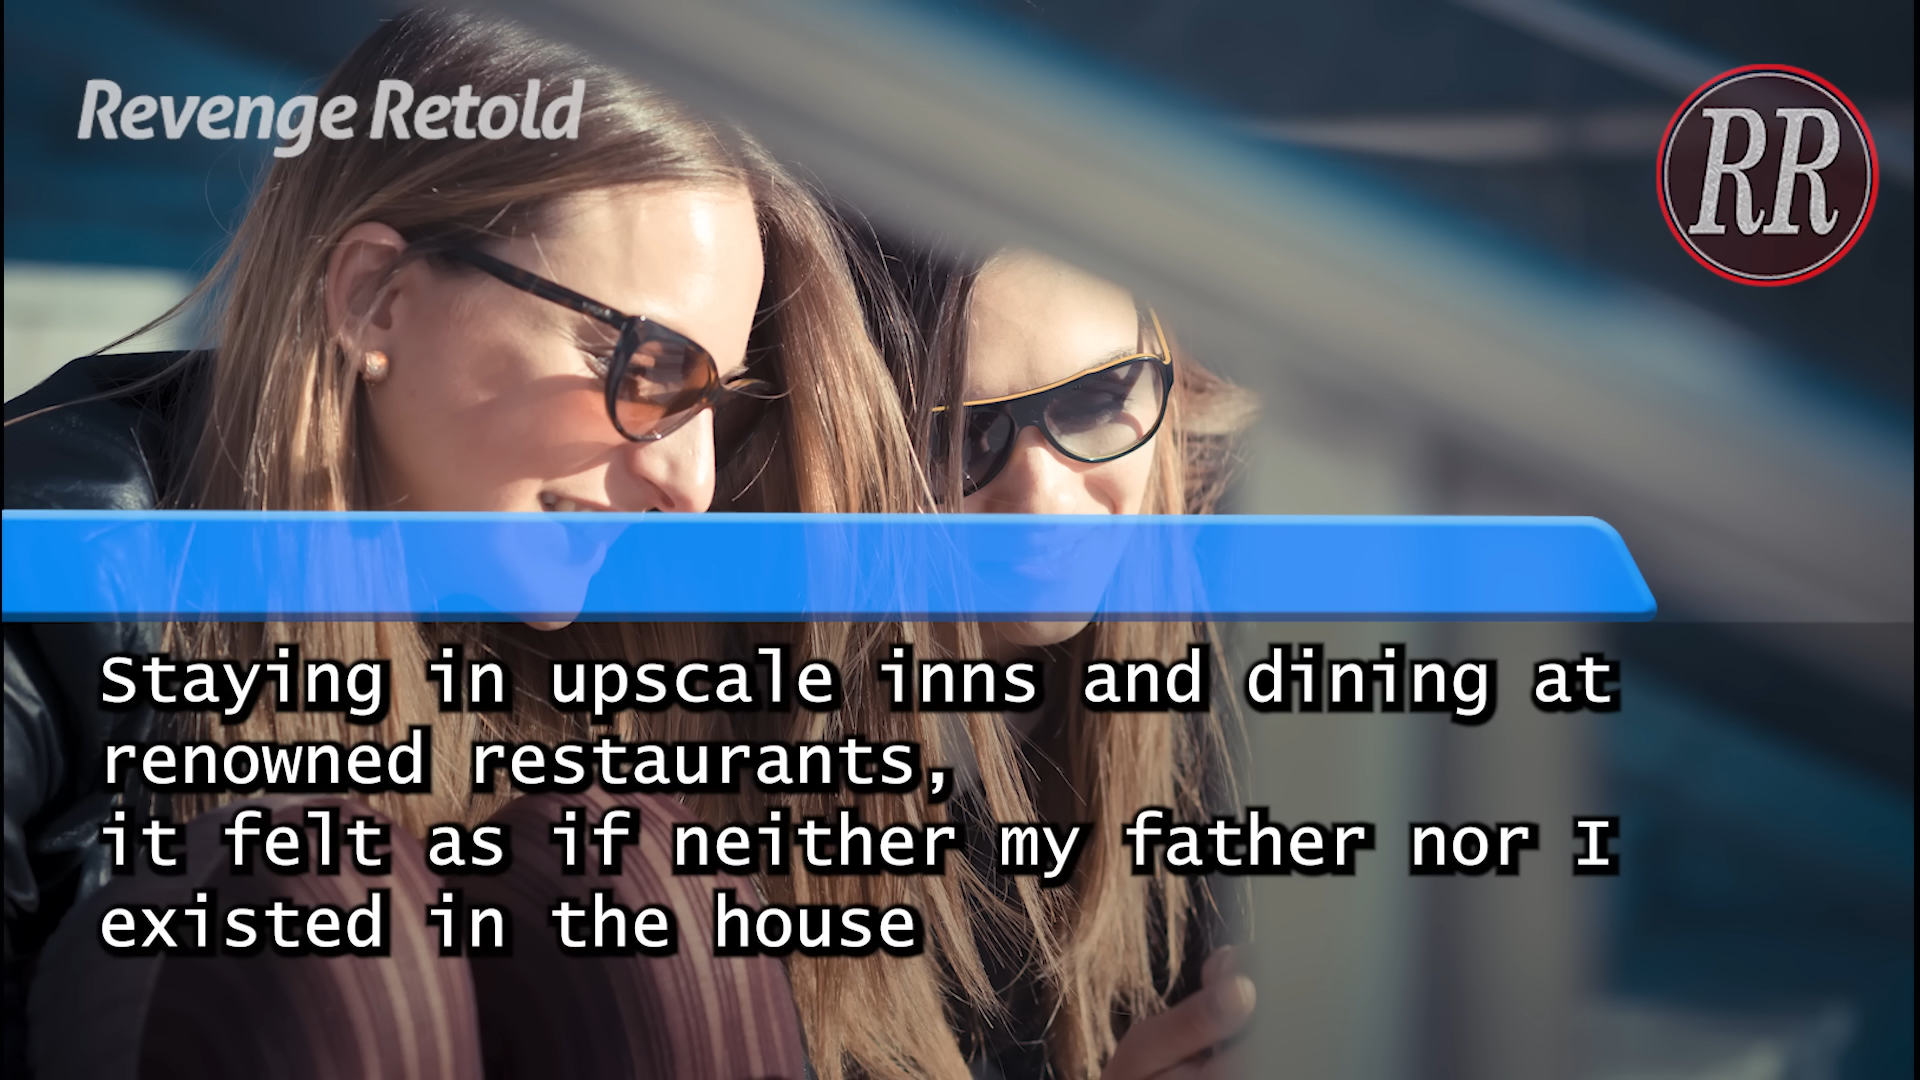 Revenge Retold
RR
Staying in upscale inns and dining at
renowned restaurants,
it felt as if neither my father nor I
existed in the house